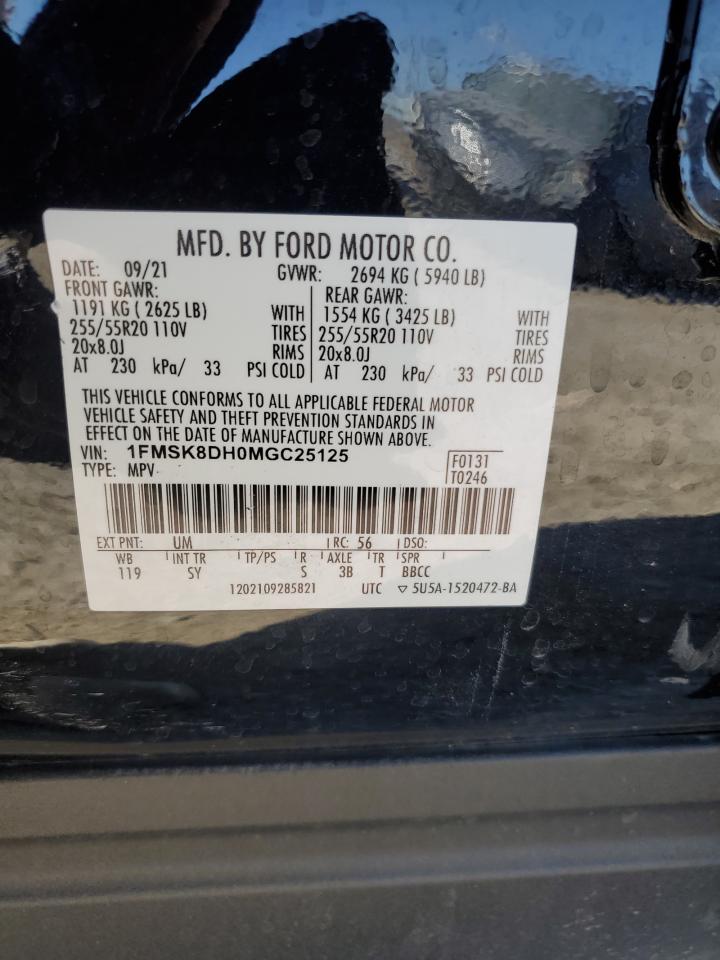 MFD. BY FORD MOTOR CO.
DATE: 09/21 GVWR: 2694 KG ( 5940 LB)
FRONT GAWR: REAR GAWR:
1191 KG ( 2625 LB) WITH 1554 KG ( 3425 LB) WITH
255/55R20 110V TIRES 255/55R20 110V TIRES
20x8.0J RIMS 20x8.0J RIMS
AT 230 kPa/ 33 PSI COLD AT 230 kPa/ 33 PSI COLD
THIS VEHICLE CONFORMS TO ALL APPLICABLE FEDERAL MOTOR
VEHICLE SAFETY AND THEFT PREVENTION STANDARDS IN
EFFECT ON THE DATE OF MANUFACTURE SHOWN ABOVE.
VIN: 1FMSK8DH0MGC25125
TYPE: MPV F0131
T0246
EXT PNT: UM RC: 56 DSO:
WB INT TR TP/PS R AXLE TR SPR
119 SY S 3B T BBCC
1202109285821 UTC ▽ 5U5A-1520472-BA